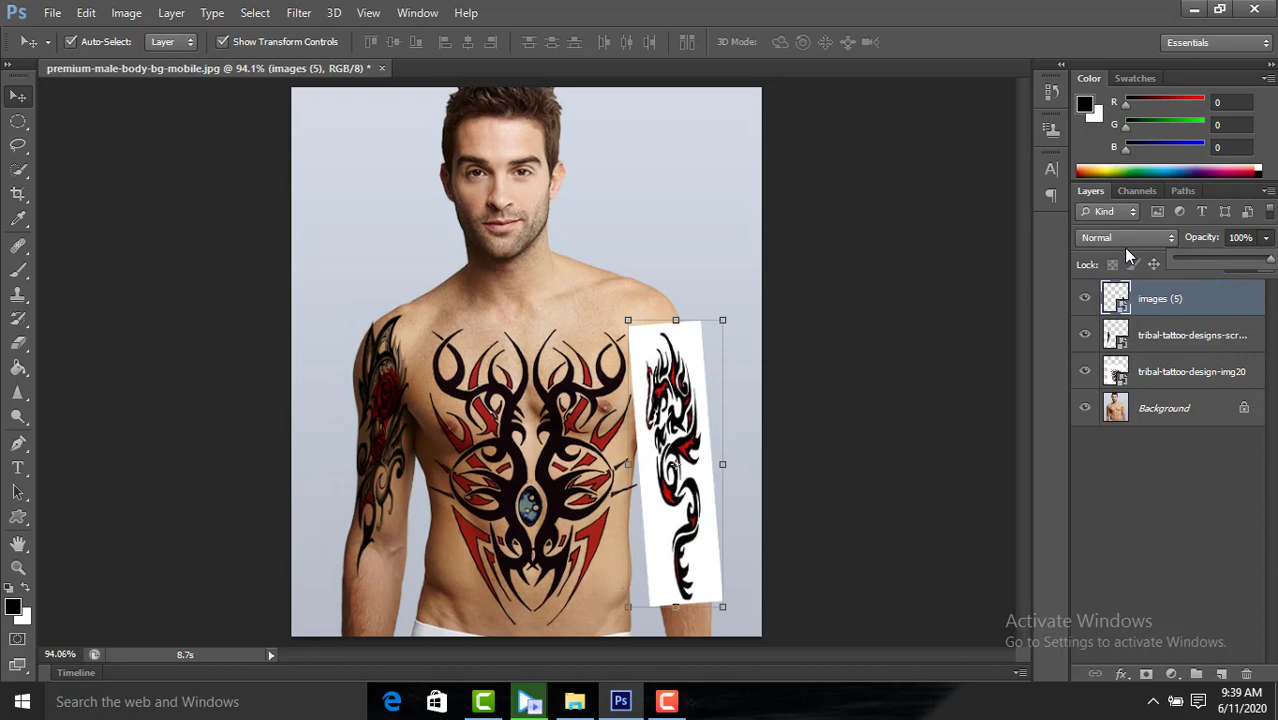 Ps File Edit Image Layer Type Select Filter 3D View Window Help
Auto-Select: Layer Show Transform Controls 3D Mode: Essentials
premium-male-body-bg-mobile.jpg @ 94.1% (images (5), RGB/8) *
Color Swatches
R 0
G 0
B 0
Layers Channels Paths
Kind
Normal Opacity: 100%
Lock:
images (5)
tribal-tattoo-designs-scr...
tribal-tattoo-design-img20
Background
Activate Windows
Go to Settings to activate Windows.
94.06% 8.7s
Timeline
Search the web and Windows
Ps
9:39 AM
6/11/2020